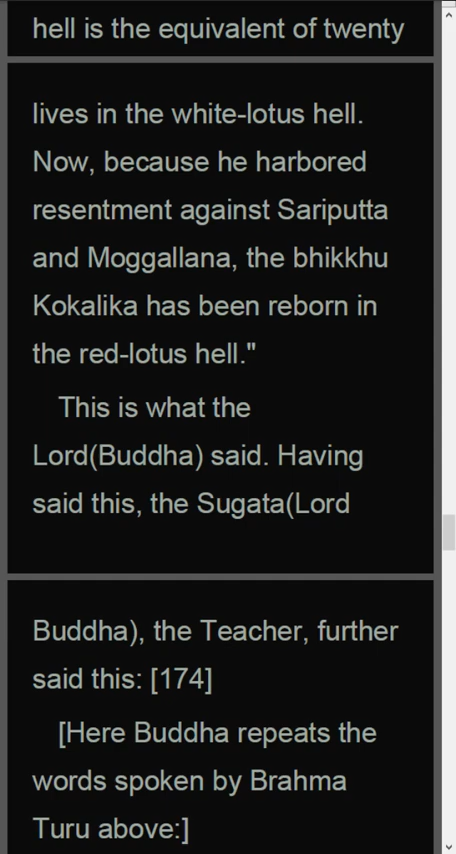 hell is the equivalent of twenty
lives in the white-lotus hell.
Now, because he harbored
resentment against Sariputta
and Moggallana, the bhikkhu
Kokalika has been reborn in
the red-lotus hell."
This is what the
Lord(Buddha) said. Having
said this, the Sugata(Lord
Buddha), the Teacher, further
said this: [174]
[Here Buddha repeats the
words spoken by Brahma
Turu above:]